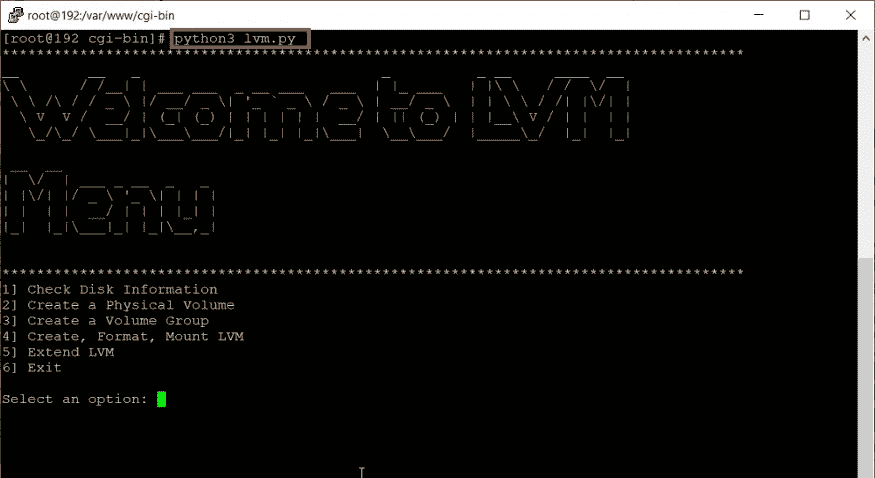 root@192:/var/www/cgi-bin
[root@192 cgi-bin]# python3 lvm.py
*****************************************************************************************
Welcome to LVM
Menu
*****************************************************************************************
1] Check Disk Information
2] Create a Physical Volume
3] Create a Volume Group
4] Create, Format, Mount LVM
5] Extend LVM
6] Exit
Select an option: